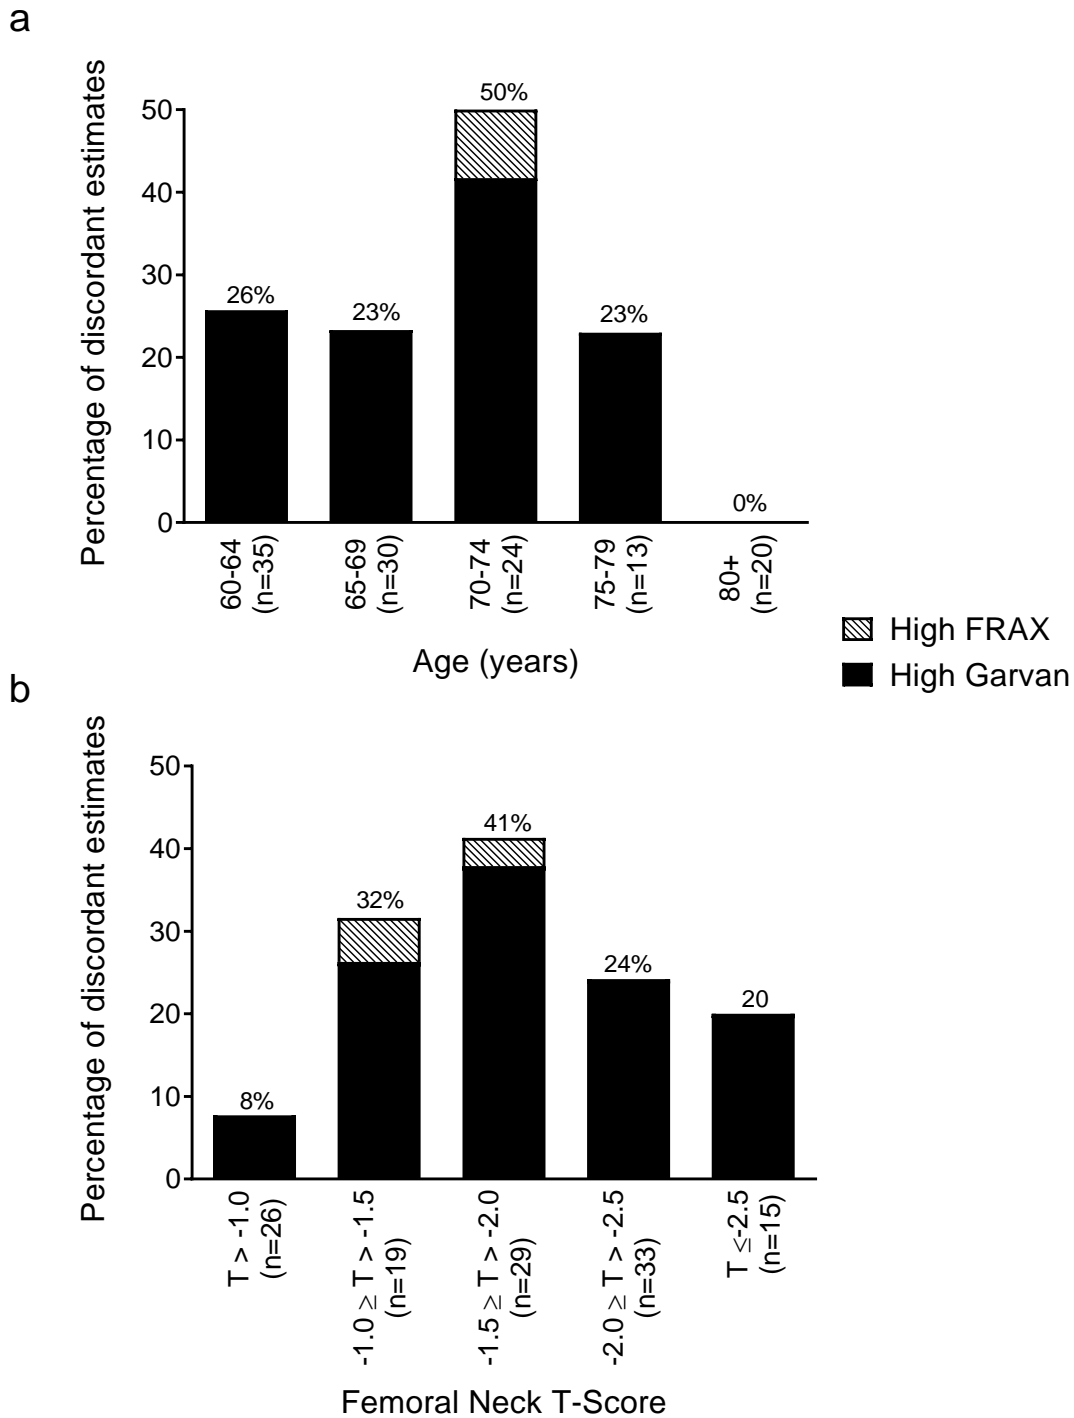 a
Percentage of discordant estimates
50
40
30
20
10
0
26%
23%
50%
23%
0%
60-64
(n=35)
65-69
(n=30)
70-74
(n=24)
75-79
(n=13)
80+
(n=20)
Age (years)
High FRAX
High Garvan
b
Percentage of discordant estimates
50
40
30
20
10
0
8%
32%
41%
24%
20
T > -1.0
(n=26)
-1.0 ≥ T > -1.5
(n=19)
-1.5 ≥ T > -2.0
(n=29)
-2.0 ≥ T > -2.5
(n=33)
T ≤-2.5
(n=15)
Femoral Neck T-Score